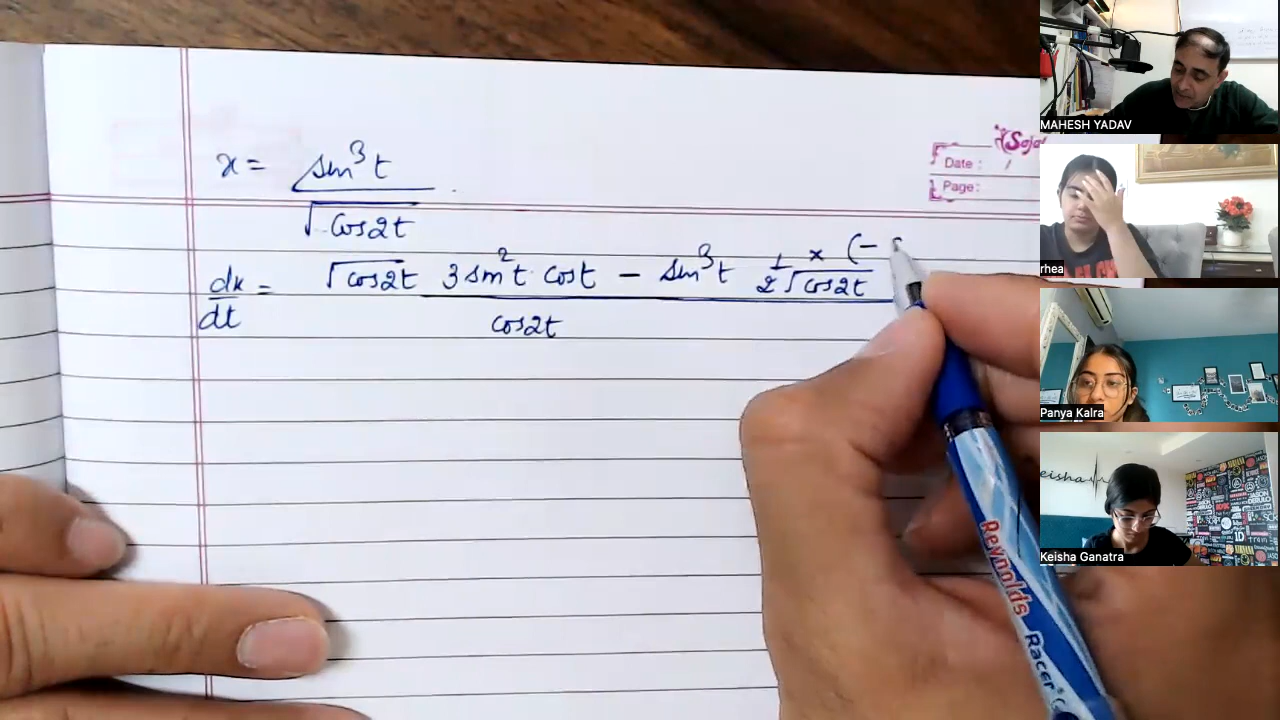 x = sin³t
√cos2t
dx/dt = √cos2t 3sin²t cost − sin³t 1/2√cos2t × (−
cos2t
Date :
Page:
Reynolds Racer
MAHESH YADAV
rhea
Panya Kalra
Keisha Ganatra